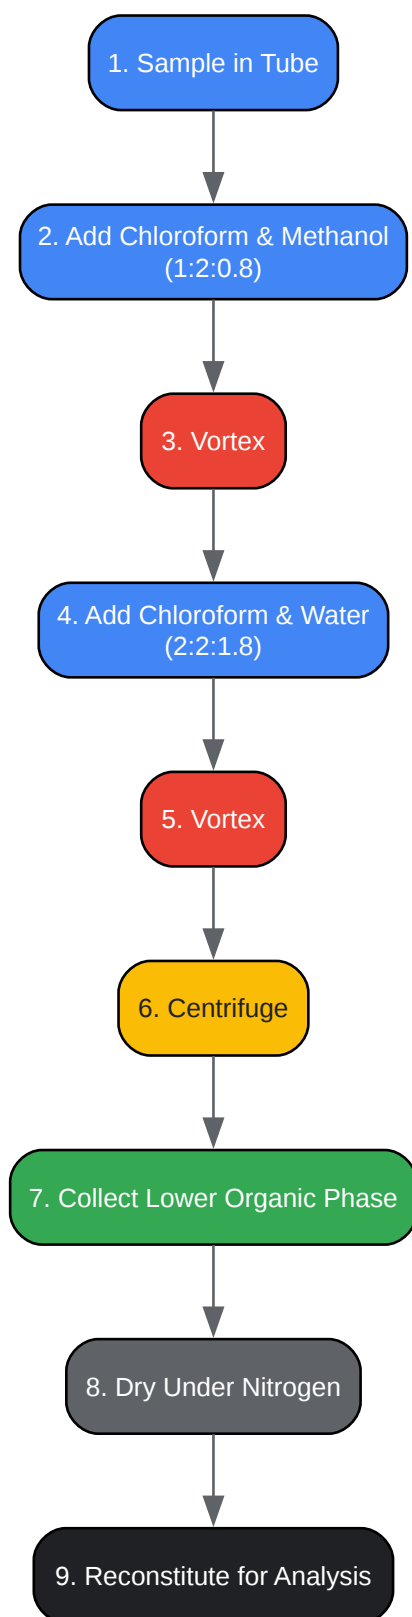 1. Sample in Tube
2. Add Chloroform & Methanol
(1:2:0.8)
3. Vortex
4. Add Chloroform & Water
(2:2:1.8)
5. Vortex
6. Centrifuge
7. Collect Lower Organic Phase
8. Dry Under Nitrogen
9. Reconstitute for Analysis